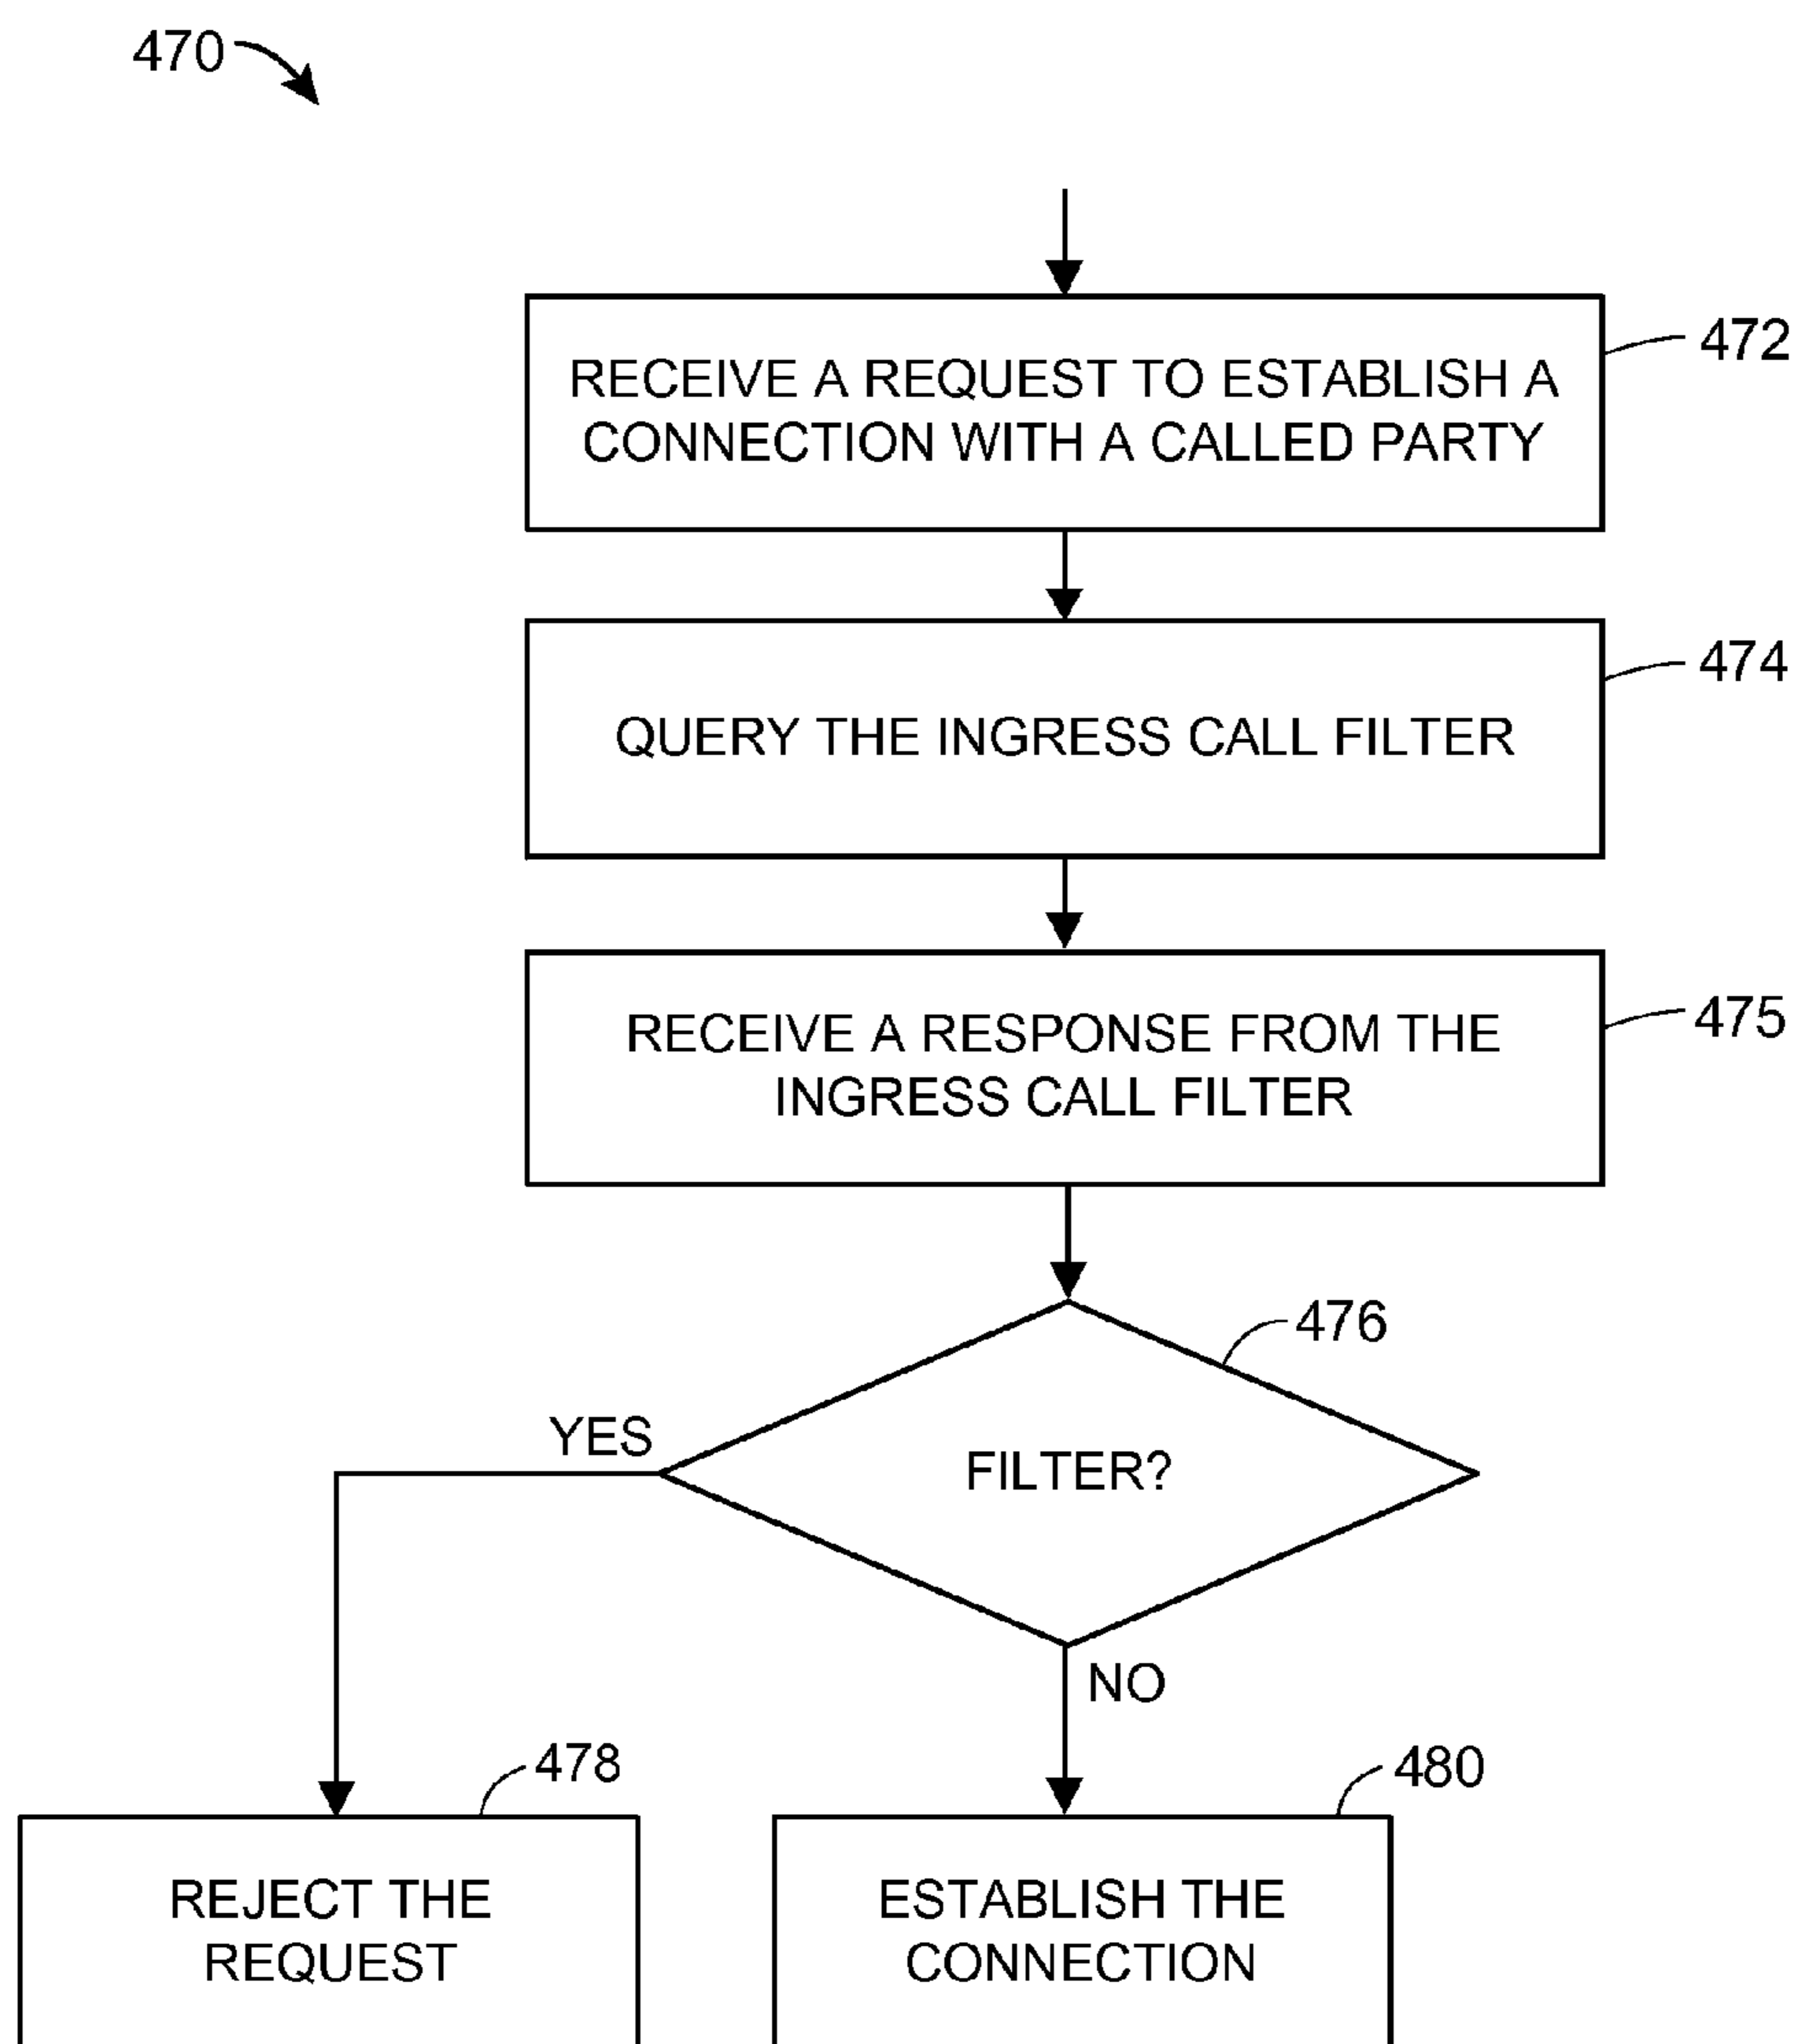 470
RECEIVE A REQUEST TO ESTABLISH A
CONNECTION WITH A CALLED PARTY
472
QUERY THE INGRESS CALL FILTER
474
RECEIVE A RESPONSE FROM THE
INGRESS CALL FILTER
475
476
FILTER?
YES
NO
478
REJECT THE
REQUEST
480
ESTABLISH THE
CONNECTION